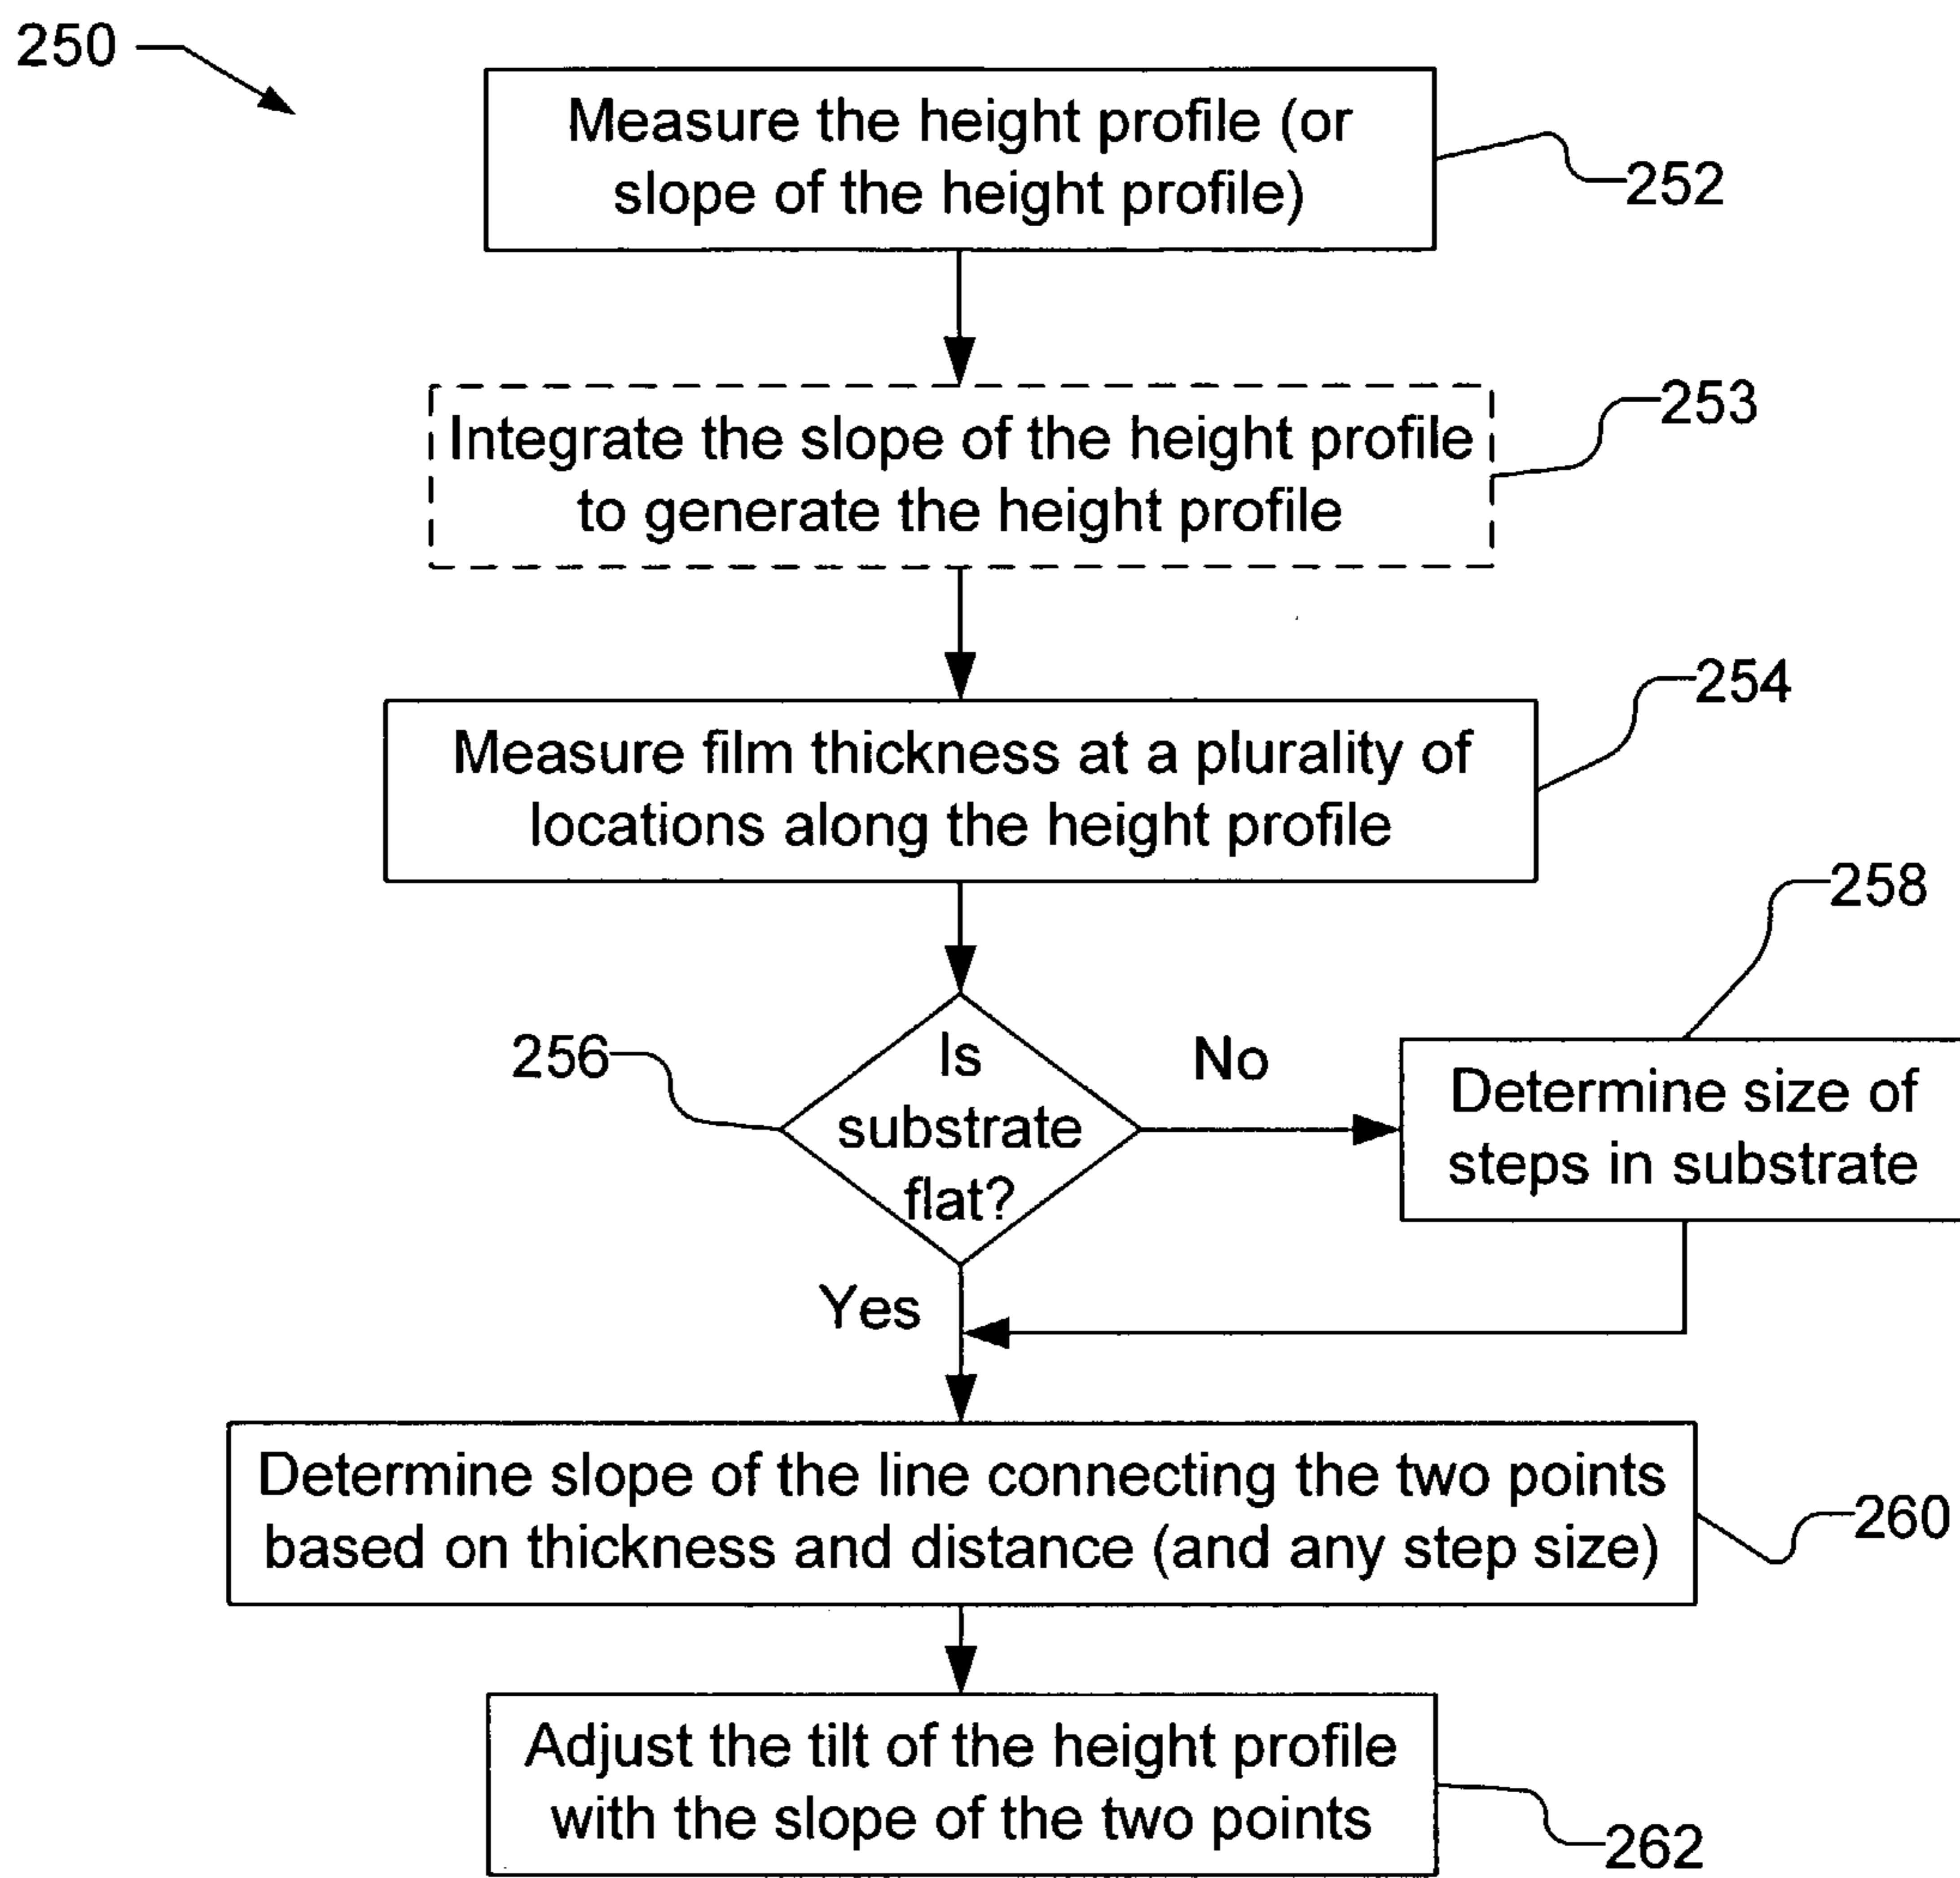 250
Measure the height profile (or
slope of the height profile)
252
Integrate the slope of the height profile
to generate the height profile
253
Measure film thickness at a plurality of
locations along the height profile
254
256
Is
substrate
flat?
No
258
Determine size of
steps in substrate
Yes
Determine slope of the line connecting the two points
based on thickness and distance (and any step size)
260
Adjust the tilt of the height profile
with the slope of the two points
262